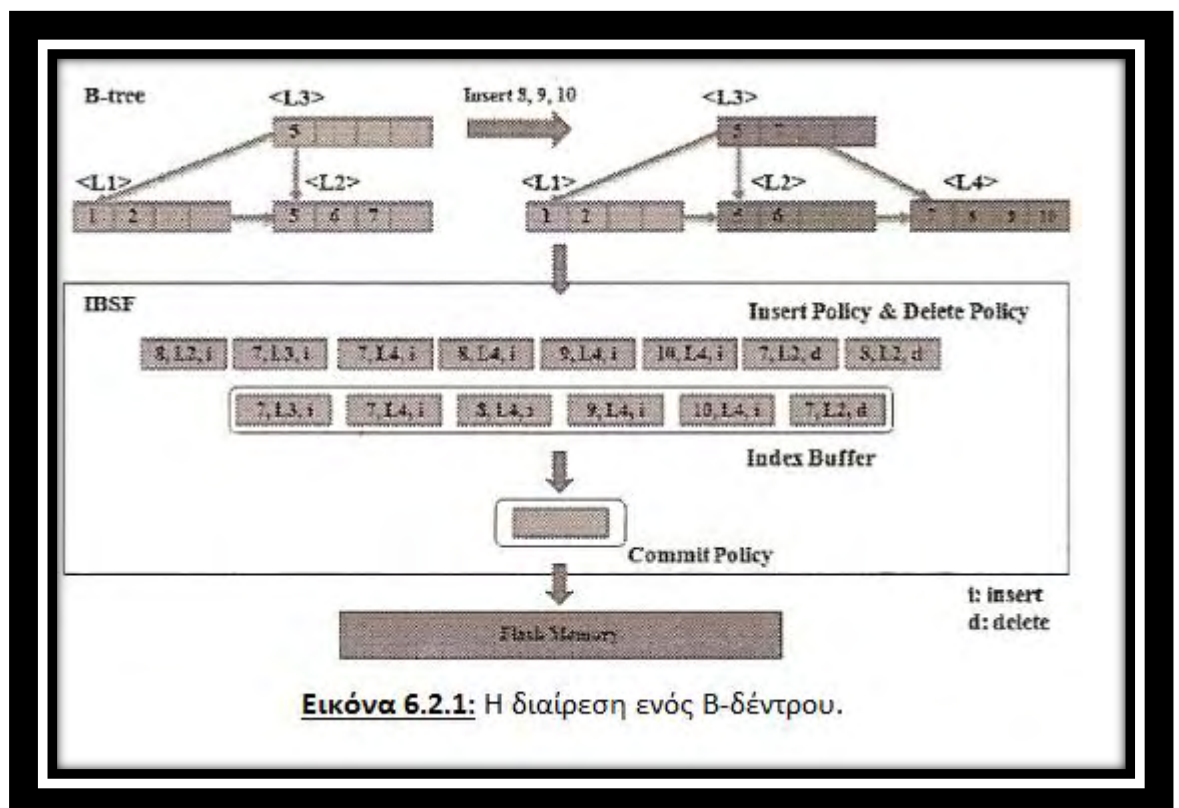 B-tree <L3> Insert 8, 9, 10 <L3>
5 5 7
<L1> <L2> <L1> <L2> <L4>
1 2 5 6 7 1 2 5 6 7 8 9 10
IBSF
Insert Policy & Delete Policy
8, L2, i 7, L3, i 7, L4, i 8, L4, i 9, L4, i 10, L4, i 7, L2, d 8, L2, d
7, L3, i 7, L4, i 8, L4, i 9, L4, i 10, L4, i 7, L2, d
Index Buffer
Commit Policy
i: insert
d: delete
Flash Memory
Εικόνα 6.2.1: Η διαίρεση ενός Β-δέντρου.